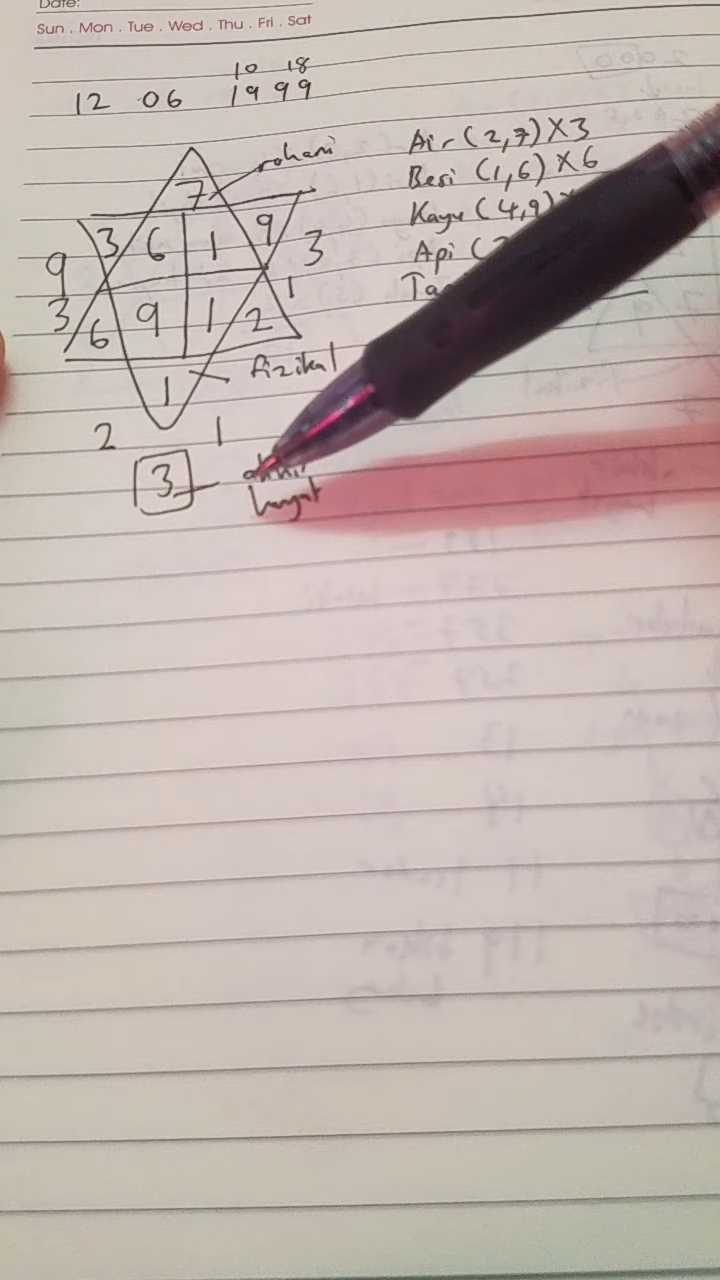 Date:
Sun . Mon . Tue . Wed . Thu . Fri . Sat
10 18
12 06 1999
rohani
7
3 6 1 9
9 3
3 1
6 9 1 2
fizikal
1
2 1
3
Air (2,7) X3
Besi (1,6) X6
Kayu (4,9)
Api (
akhir
hayat